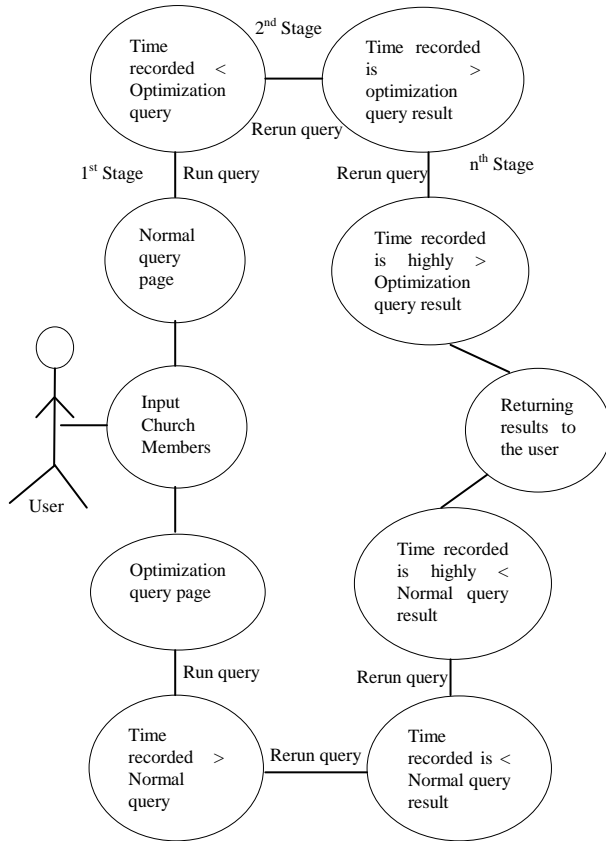 2nd Stage
Time
recorded <
Optimization
query
Time recorded
is >
optimization
query result
Rerun query
1st Stage
Run query
Rerun query
nth Stage
Normal
query
page
Time recorded
is highly >
Optimization
query result
Input
Church
Members
User
Returning
results to
the user
Optimization
query page
Time recorded
is highly <
Normal query
result
Run query
Rerun query
Time
recorded >
Normal
query
Rerun query
Time
recorded is <
Normal query
result